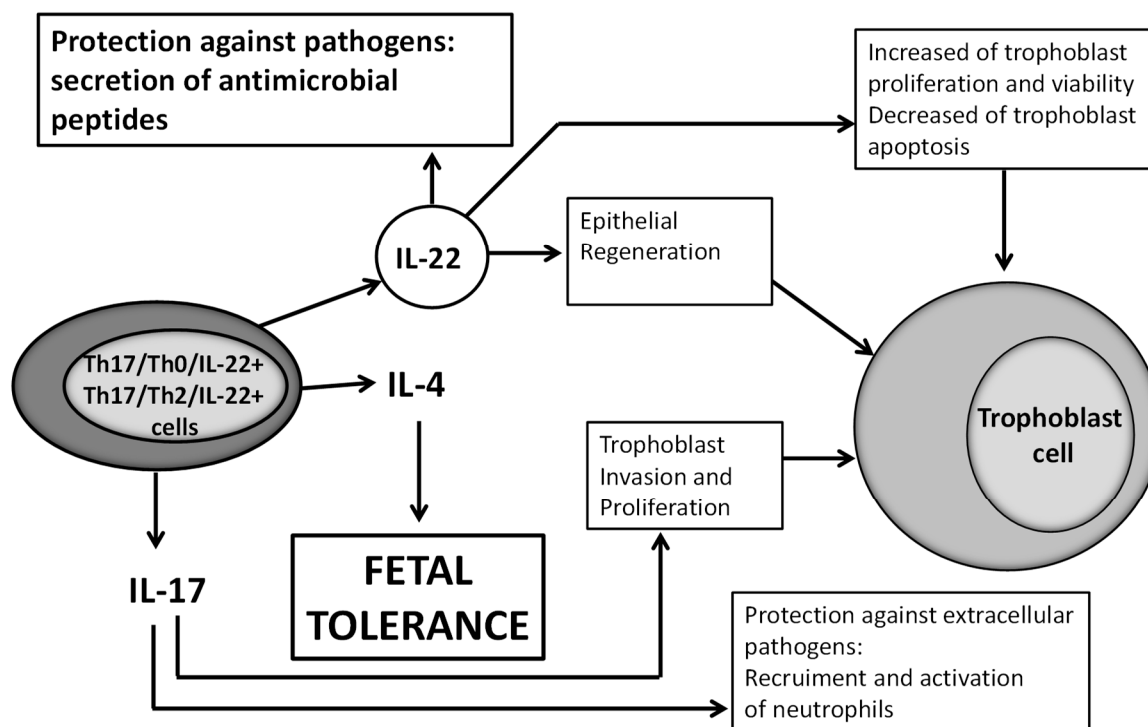 Protection against pathogens:
secretion of antimicrobial
peptides
Increased of trophoblast
proliferation and viability
Decreased of trophoblast
apoptosis
IL-22
Epithelial
Regeneration
Th17/Th0/IL-22+
Th17/Th2/IL-22+
cells
IL-4
Trophoblast
Invasion and
Proliferation
Trophoblast
cell
IL-17
FETAL
TOLERANCE
Protection against extracellular
pathogens:
Recruiment and activation
of neutrophils